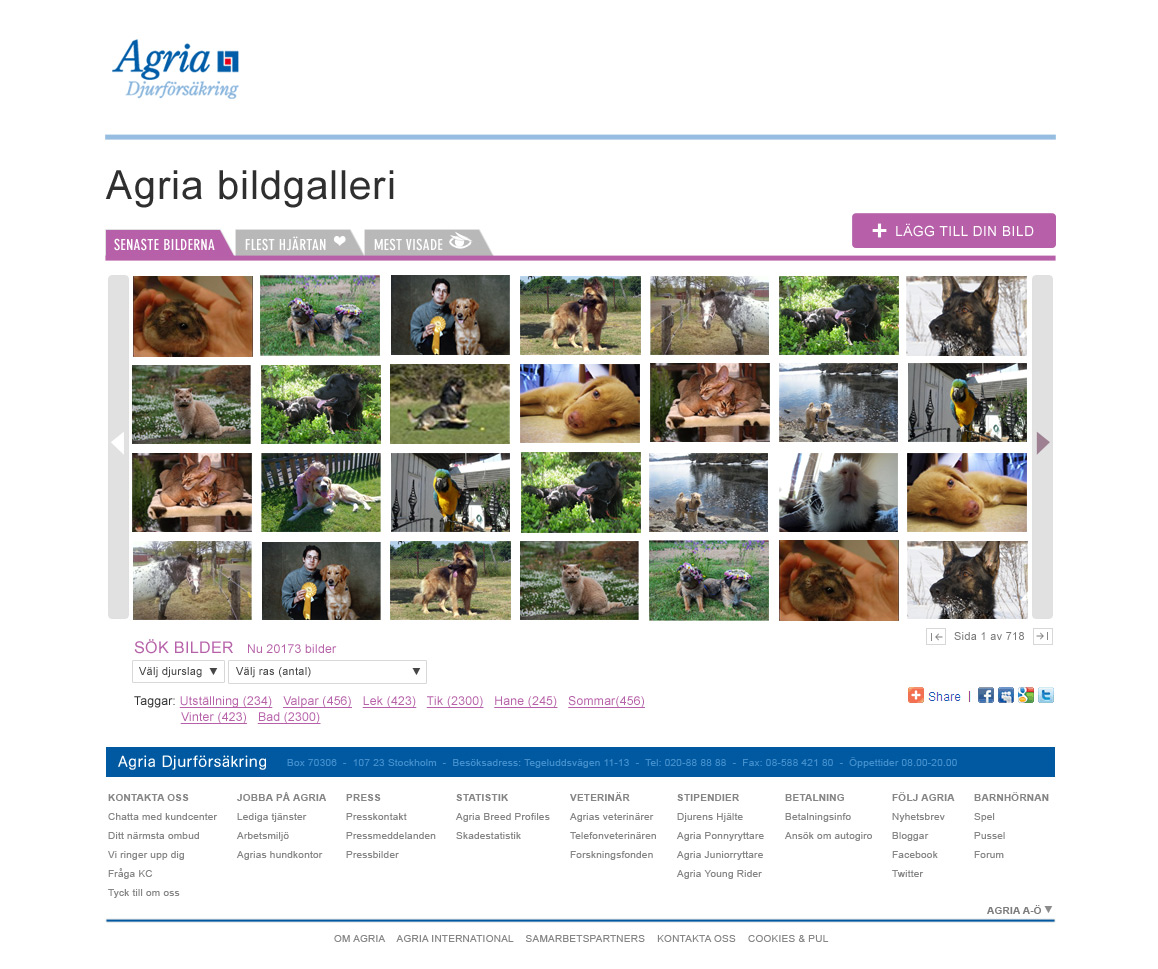 Agria
Djurförsäkring
Agria bildgalleri
SENASTE BILDERNA
FLEST HJÄRTAN
MEST VISADE
LÄGG TILL DIN BILD
SÖK BILDER Nu 20173 bilder
Sida 1 av 718
Välj djurslag
Välj ras (antal)
Taggar: Utställning (234) Valpar (456) Lek (423) Tik (2300) Hane (245) Sommar(456)
Vinter (423) Bad (2300)
Share |
Agria Djurförsäkring Box 70306 - 107 23 Stockholm - Besöksadress: Tegeluddsvägen 11-13 - Tel: 020-88 88 88 - Fax: 08-588 421 80 - Öppettider 08.00-20.00
KONTAKTA OSS
Chatta med kundcenter
Ditt närmsta ombud
Vi ringer upp dig
Fråga KC
Tyck till om oss
JOBBA PÅ AGRIA
Lediga tjänster
Arbetsmiljö
Agrias hundkontor
PRESS
Presskontakt
Pressmeddelanden
Pressbilder
STATISTIK
Agria Breed Profiles
Skadestatistik
VETERINÄR
Agrias veterinärer
Telefonveterinären
Forskningsfonden
STIPENDIER
Djurens Hjälte
Agria Ponnyryttare
Agria Juniorryttare
Agria Young Rider
BETALNING
Betalningsinfo
Ansök om autogiro
FÖLJ AGRIA
Nyhetsbrev
Bloggar
Facebook
Twitter
BARNHÖRNAN
Spel
Pussel
Forum
AGRIA A-Ö
OM AGRIA AGRIA INTERNATIONAL SAMARBETSPARTNERS KONTAKTA OSS COOKIES & PUL